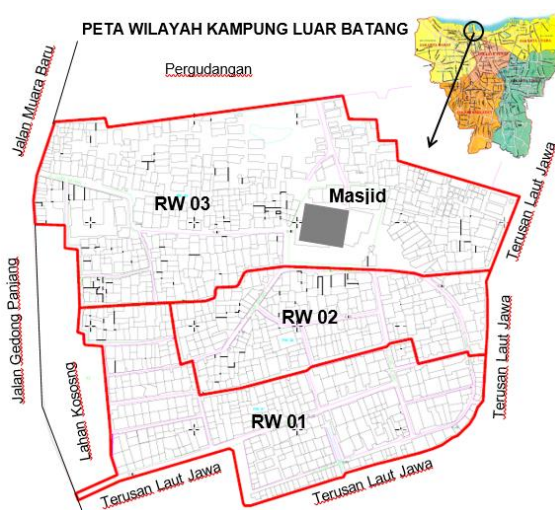 PETA WILAYAH KAMPUNG LUAR BATANG
Pergudangan
Jalan Muara Baru
RW 03
Masjid
Terusan Laut Jawa
Jalan Gedong Panjang
RW 02
Terusan Laut Jawa
Lahan Kososng
RW 01
Terusan Laut Jawa
Terusan Laut Jawa